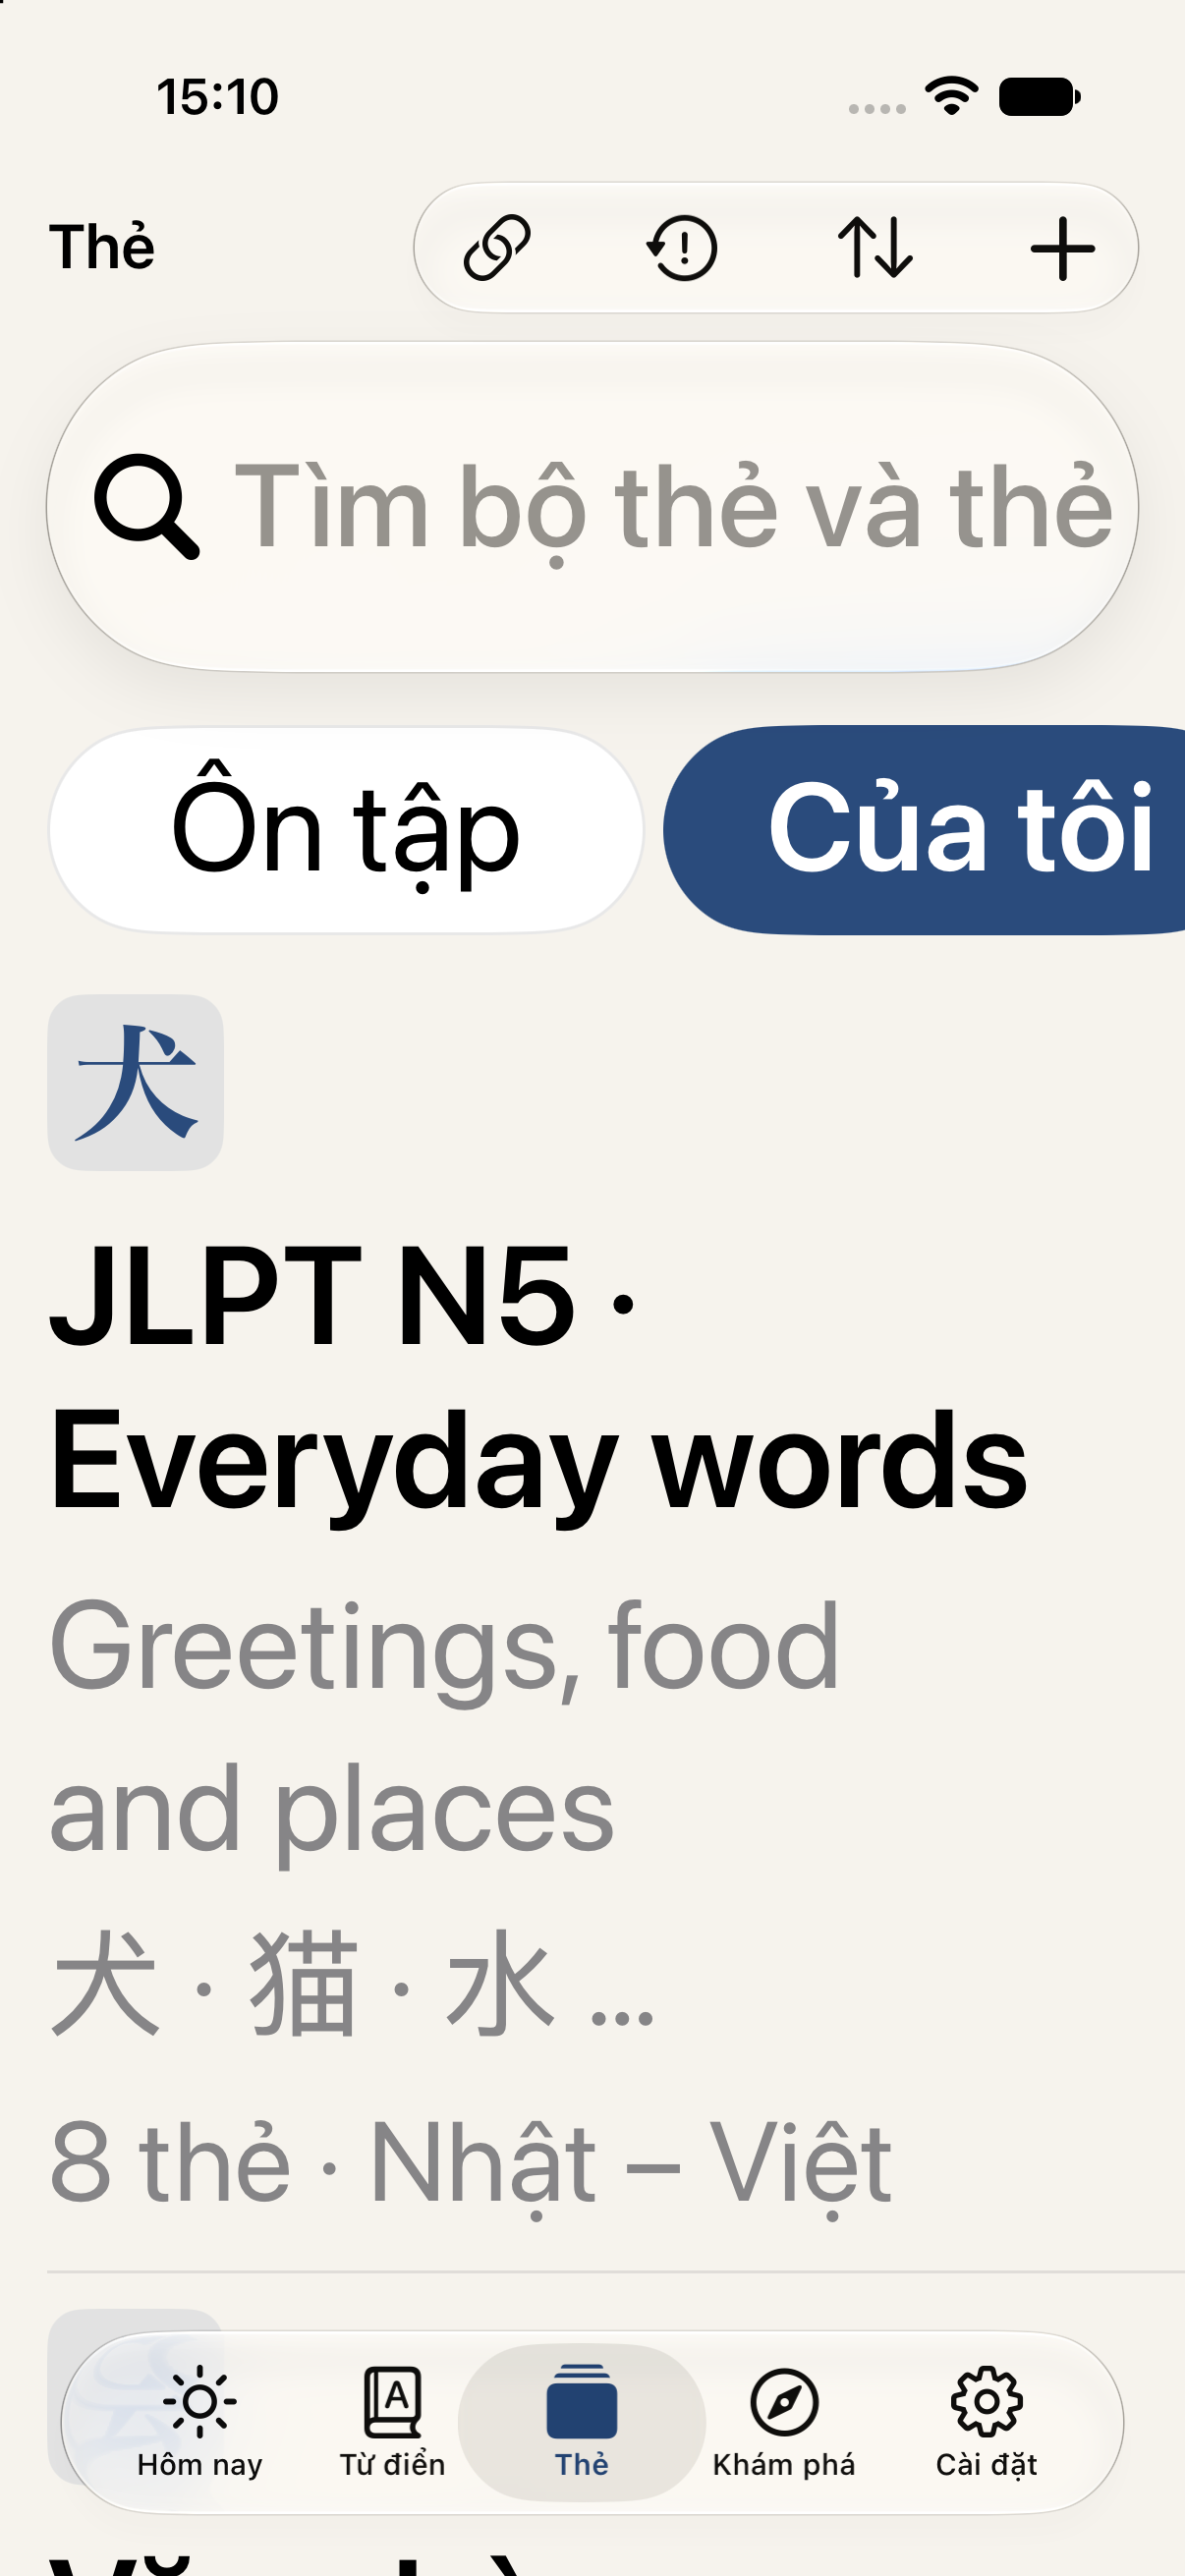 15:10
Thẻ
Tìm bộ thẻ và thẻ
Ôn tập
Của tôi
犬
JLPT N5 ·
Everyday words
Greetings, food
and places
犬 · 猫 · 水 ...
8 thẻ · Nhật – Việt
Hôm nay
Từ điển
Thẻ
Khám phá
Cài đặt